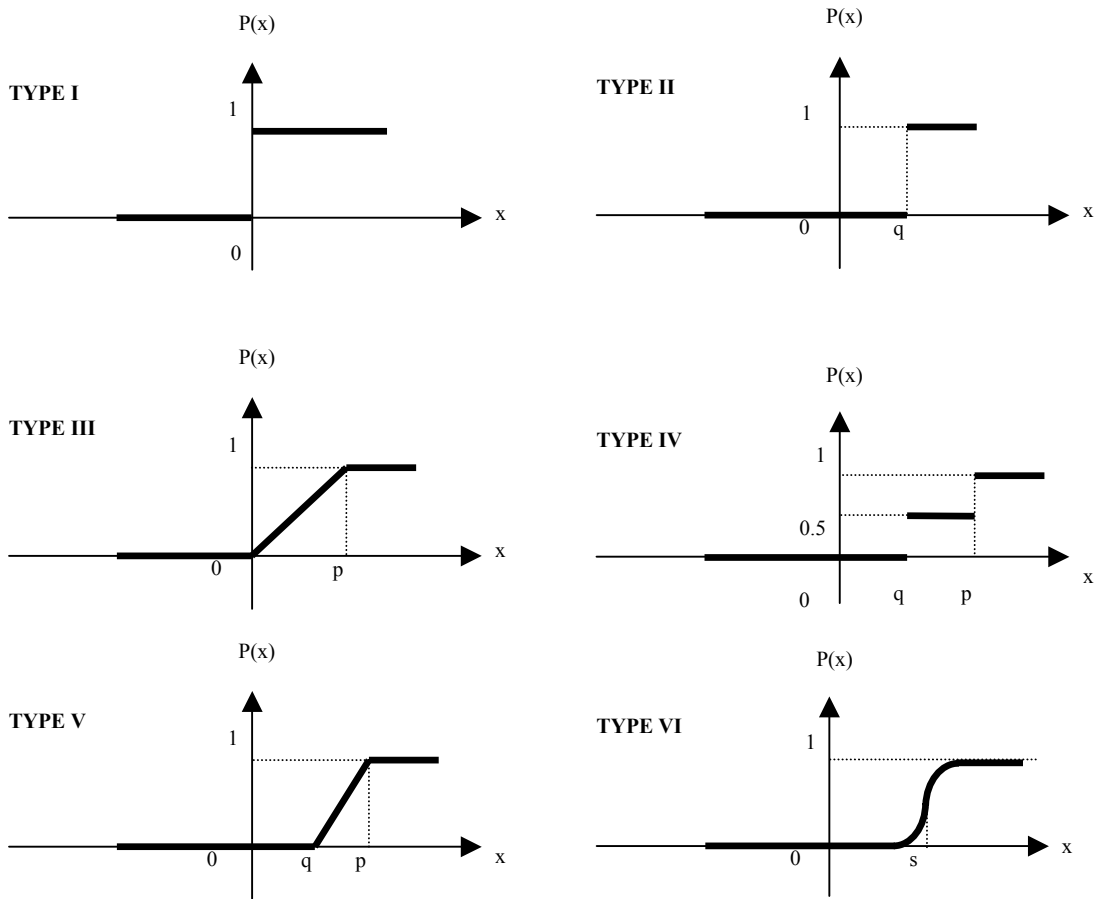 P(x)
TYPE I
1
x
0
P(x)
TYPE II
1
0
q
x
P(x)
TYPE III
1
0
p
x
P(x)
TYPE IV
1
0.5
x
0
q
p
P(x)
TYPE V
1
0
q
p
x
P(x)
TYPE VI
1
0
s
x